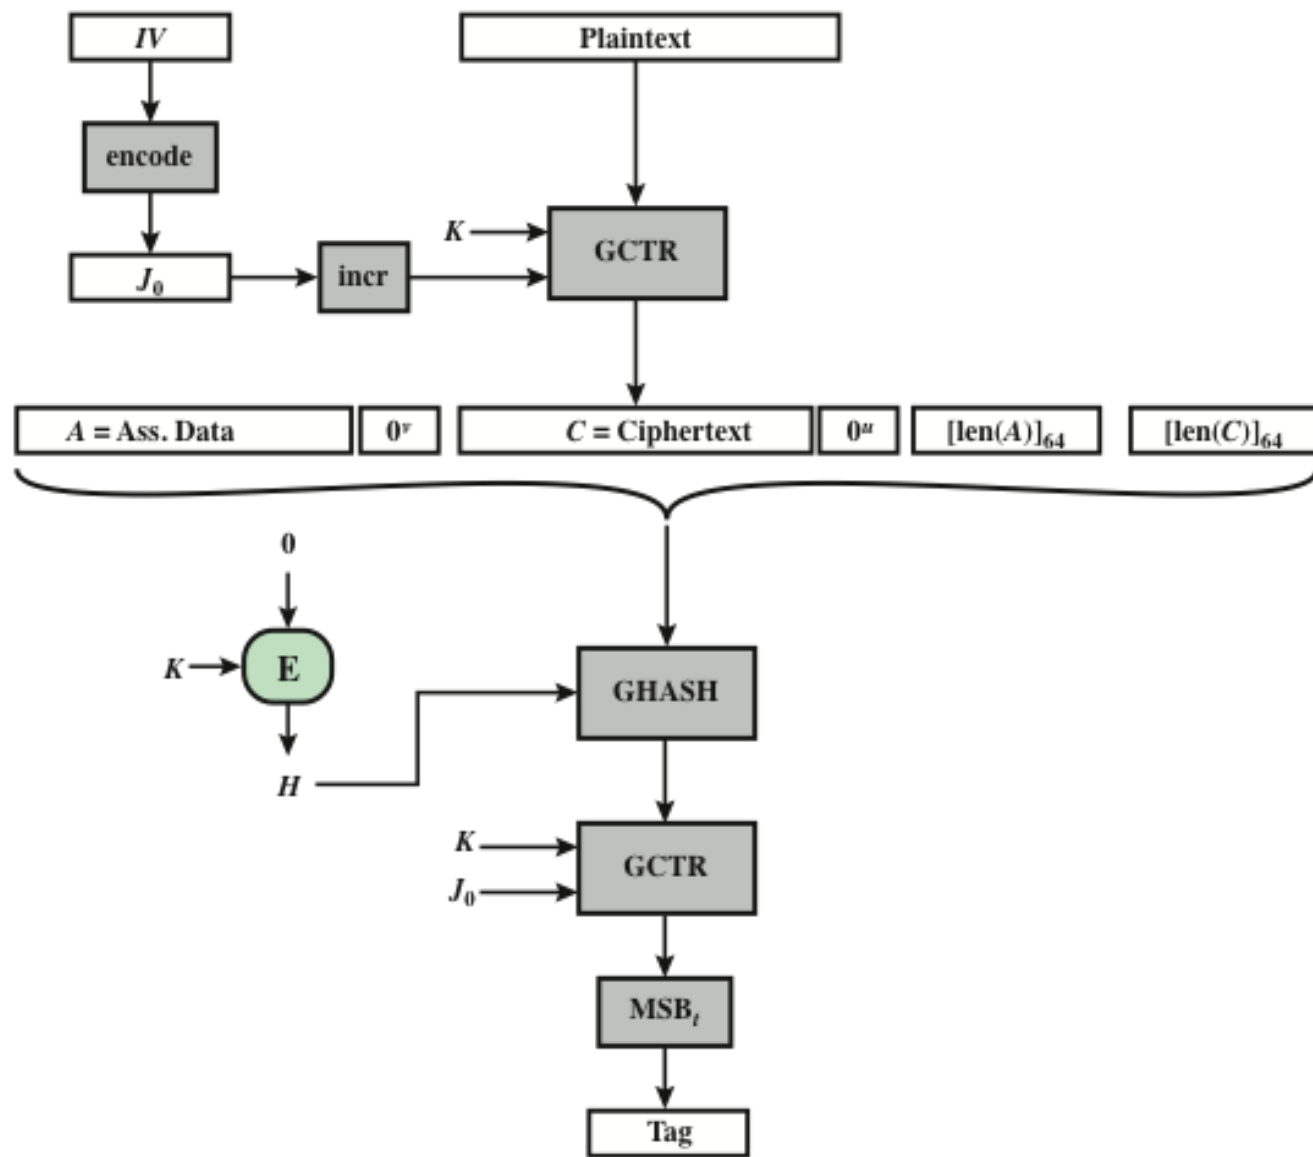 IV
Plaintext
encode
K
GCTR
J₀
incr
A = Ass. Data
0ᵛ
C = Ciphertext
0ᵘ
[len(A)]₆₄
[len(C)]₆₄
0
K
E
GHASH
H
K
GCTR
J₀
MSBₜ
Tag